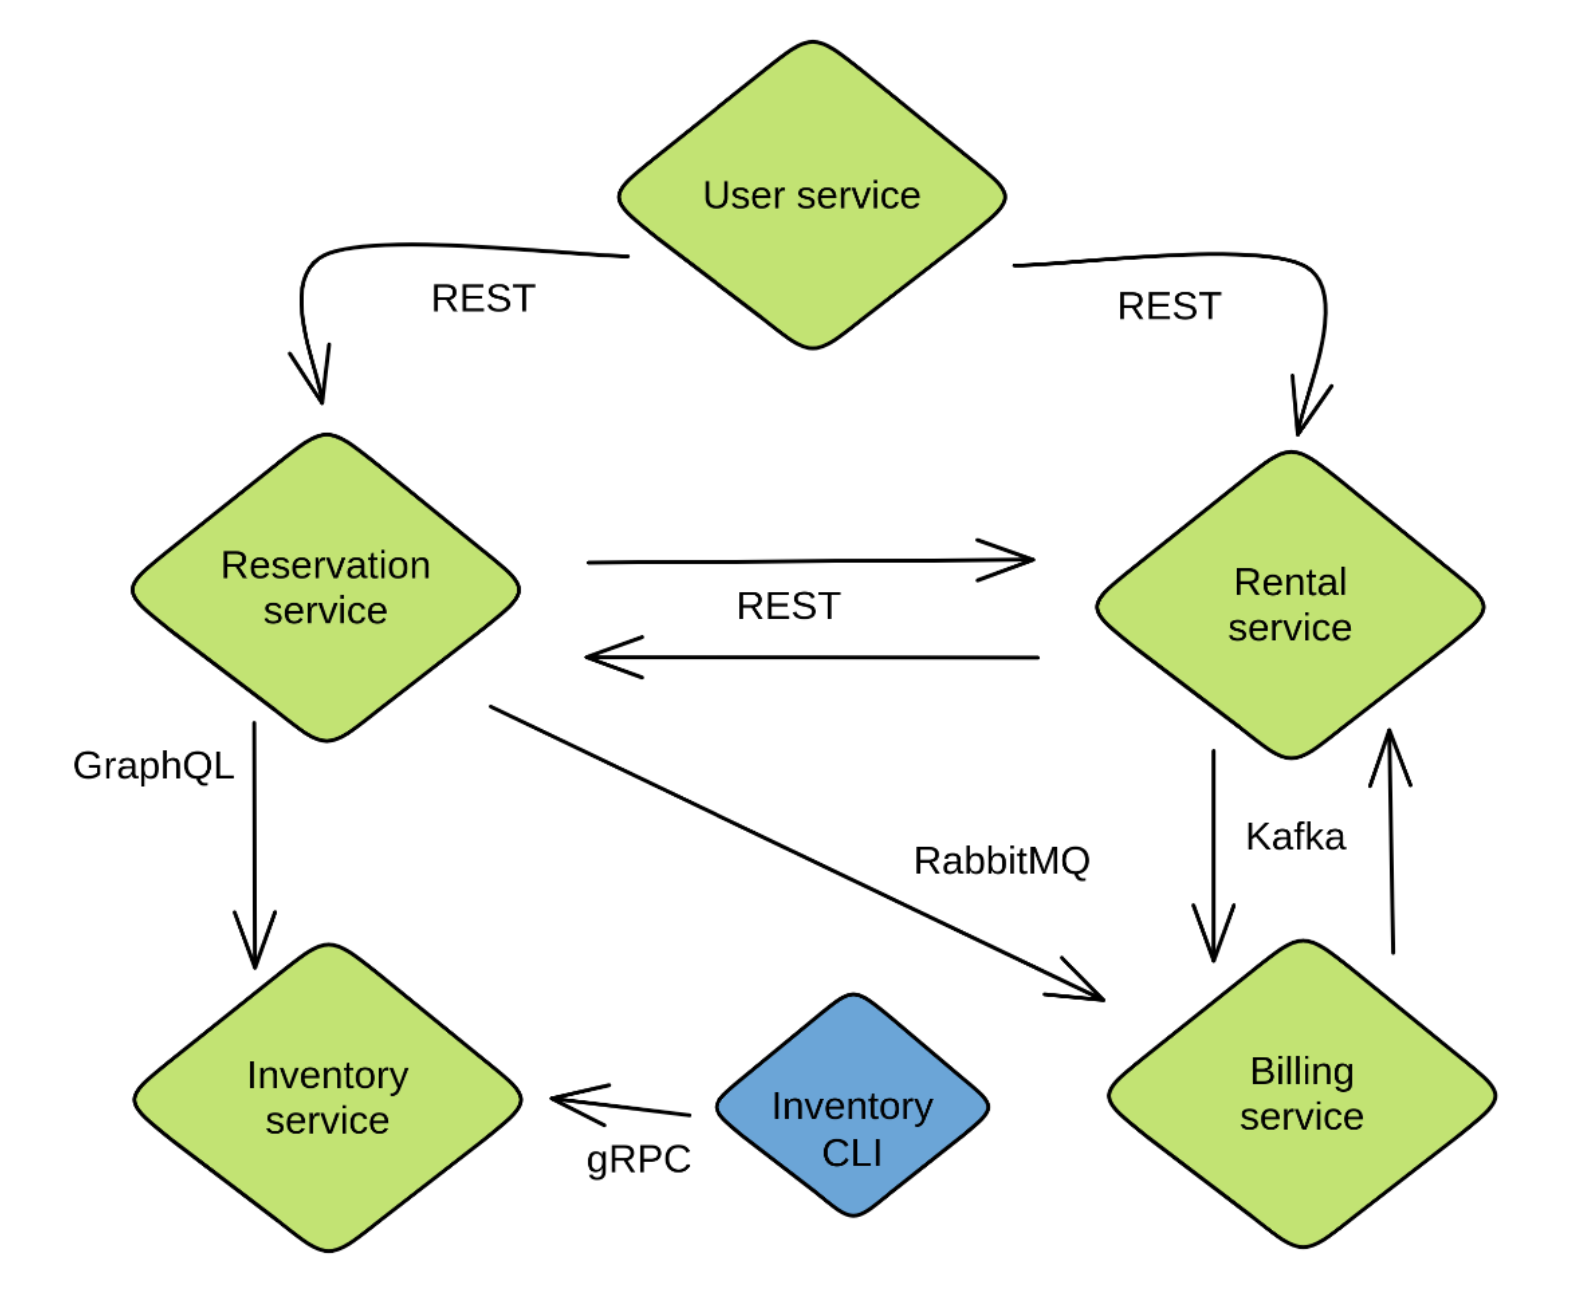 User service
REST
REST
Reservation
service
REST
Rental
service
GraphQL
RabbitMQ
Kafka
Inventory
service
gRPC
Inventory
CLI
Billing
service